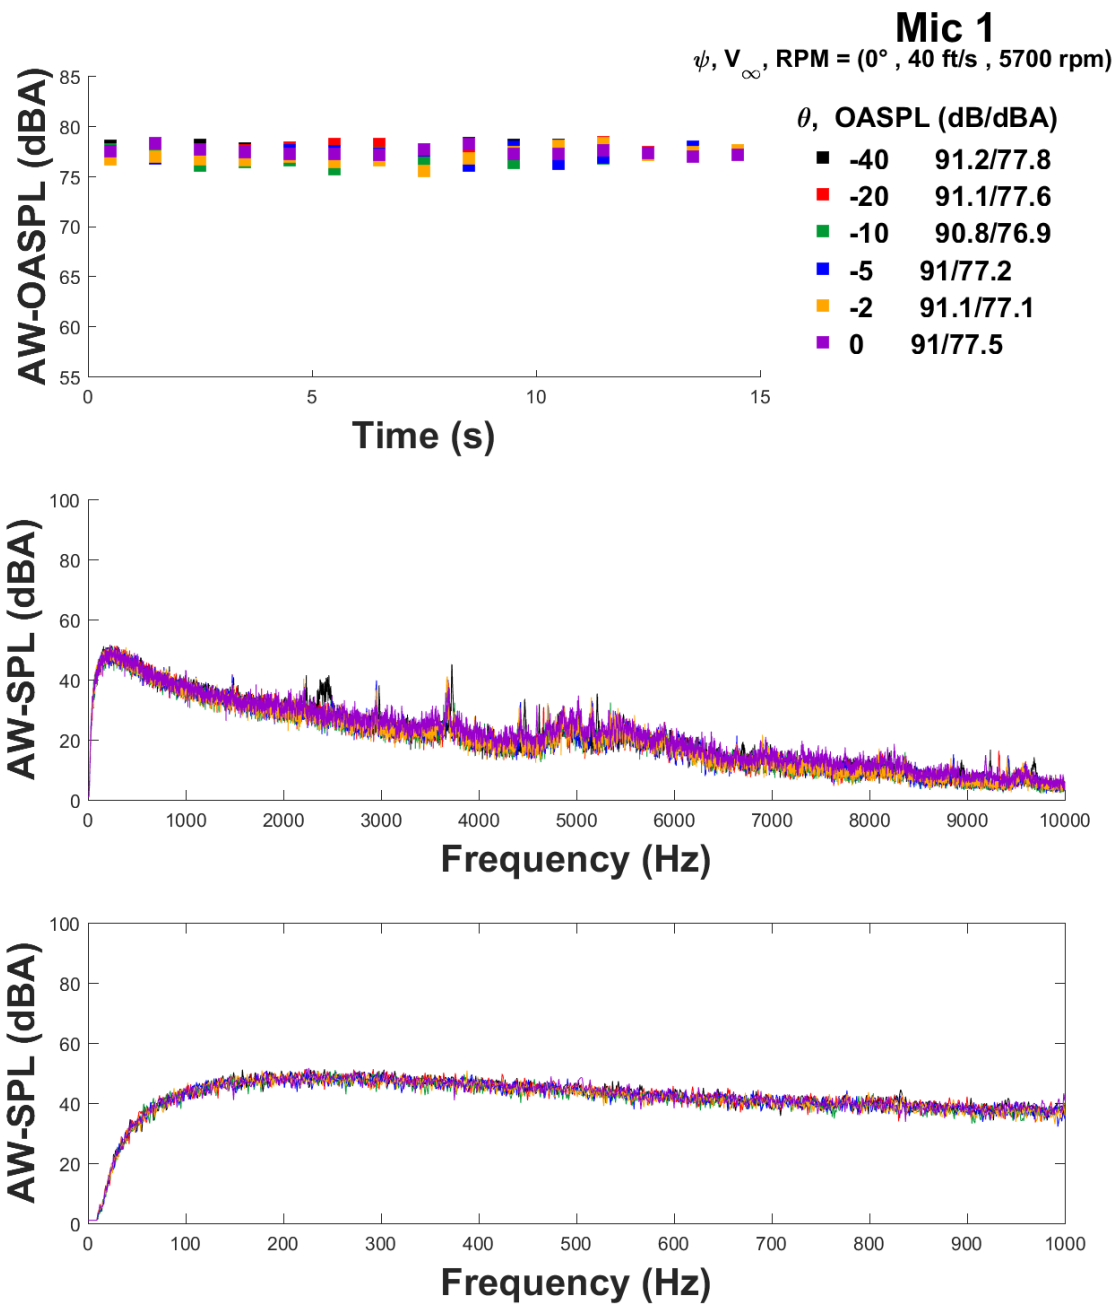 Mic 1
ψ, V∞, RPM = (0° , 40 ft/s , 5700 rpm)
θ, OASPL (dB/dBA)
-40 91.2/77.8
-20 91.1/77.6
-10 90.8/76.9
-5 91/77.2
-2 91.1/77.1
0 91/77.5
AW-OASPL (dBA)
85
80
75
70
65
60
55
0 5 10 15
Time (s)
AW-SPL (dBA)
100
80
60
40
20
0
0 1000 2000 3000 4000 5000 6000 7000 8000 9000 10000
Frequency (Hz)
AW-SPL (dBA)
100
80
60
40
20
0
0 100 200 300 400 500 600 700 800 900 1000
Frequency (Hz)